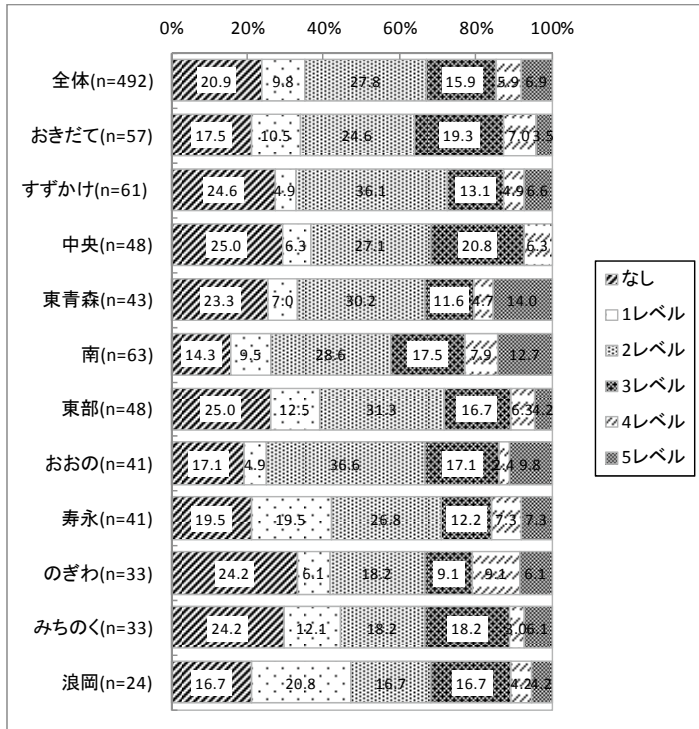 0% 20% 40% 60% 80% 100%
全体(n=492) 20.9 9.8 27.8 15.9 5.9 6.9
おきだて(n=57) 17.5 10.5 24.6 19.3 7.0 3.5
すずかけ(n=61) 24.6 4.9 36.1 13.1 4.9 6.6
中央(n=48) 25.0 6.3 27.1 20.8 6.3
東青森(n=43) 23.3 7.0 30.2 11.6 4.7 14.0
南(n=63) 14.3 9.5 28.6 17.5 7.9 12.7
東部(n=48) 25.0 12.5 31.3 16.7 6.3 4.2
おおの(n=41) 17.1 4.9 36.6 17.1 2.4 9.8
寿永(n=41) 19.5 19.5 26.8 12.2 7.3 7.3
のぎわ(n=33) 24.2 6.1 18.2 9.1 9.1 6.1
みちのく(n=33) 24.2 12.1 18.2 18.2 3.0 6.1
浪岡(n=24) 16.7 20.8 16.7 16.7 4.2 4.2
なし
1レベル
2レベル
3レベル
4レベル
5レベル